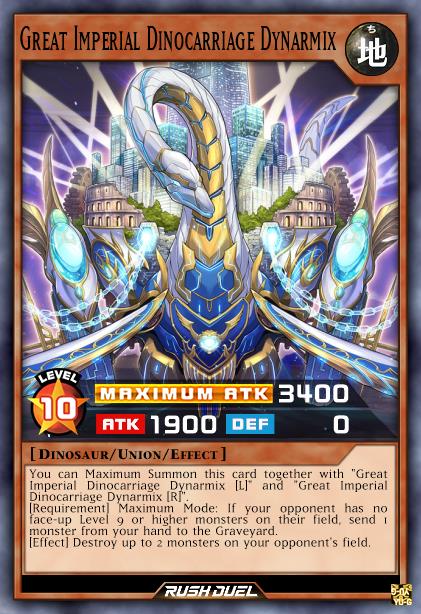 Great Imperial Dinocarriage Dynarmix
ち
地
LEVEL
10
MAXIMUM ATK 3400
ATK 1900 DEF 0
[ Dinosaur/Union/Effect ]
You can Maximum Summon this card together with "Great
Imperial Dinocarriage Dynarmix [L]" and "Great Imperial
Dinocarriage Dynarmix [R]".
[Requirement] Maximum Mode: If your opponent has no
face-up Level 9 or higher monsters on their field, send 1
monster from your hand to the Graveyard.
[Effect] Destroy up to 2 monsters on your opponent's field.
RUSH DUEL